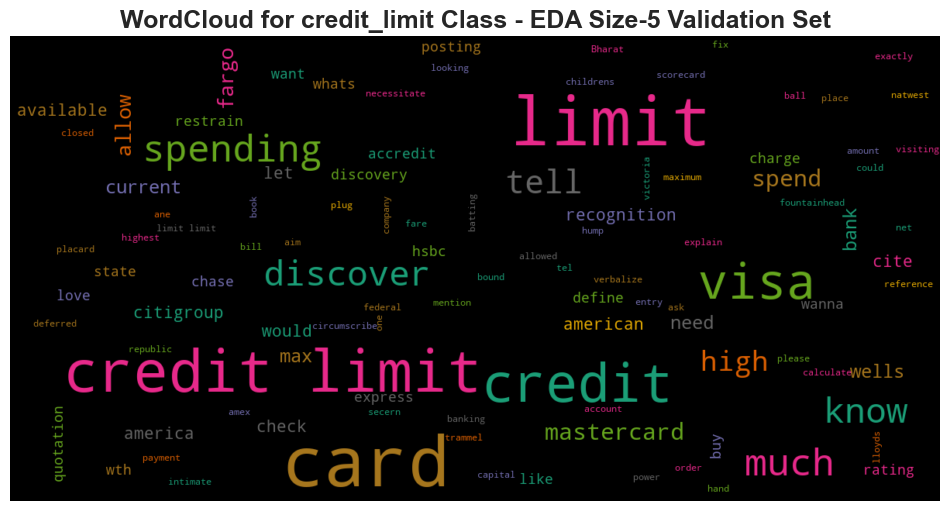 WordCloud for credit_limit Class - EDA Size-5 Validation Set
posting
Bharat
fix
exactly
fargo
want
whats
looking
necessitate
childrens
scorecard
ball
place
natwest
available
closed
allow
restrain
spending
limit
accredit
discovery
let
tell
victoria
maximum
charge
spend
amount
could
visiting
current
book
plug
company
fare
batting
recognition
hump
fountainhead
bank
net
ane
limit limit
highest
placard
bill
aim
hsbc
allowed
explain
cite
state
chase
discover
bound
tel
verbalize
visa
reference
love
citigroup
federal
one
mention
define
entry
ask
wanna
deferred
would
circumscribe
american
need
republic
max
credit limit
credit
high
please
calculate
wells
express
amex
secern
account
know
quotation
america
check
banking
trammel
mastercard
buy
lloyds
wth
payment
intimate
card
capital
like
power
order
hand
much
rating